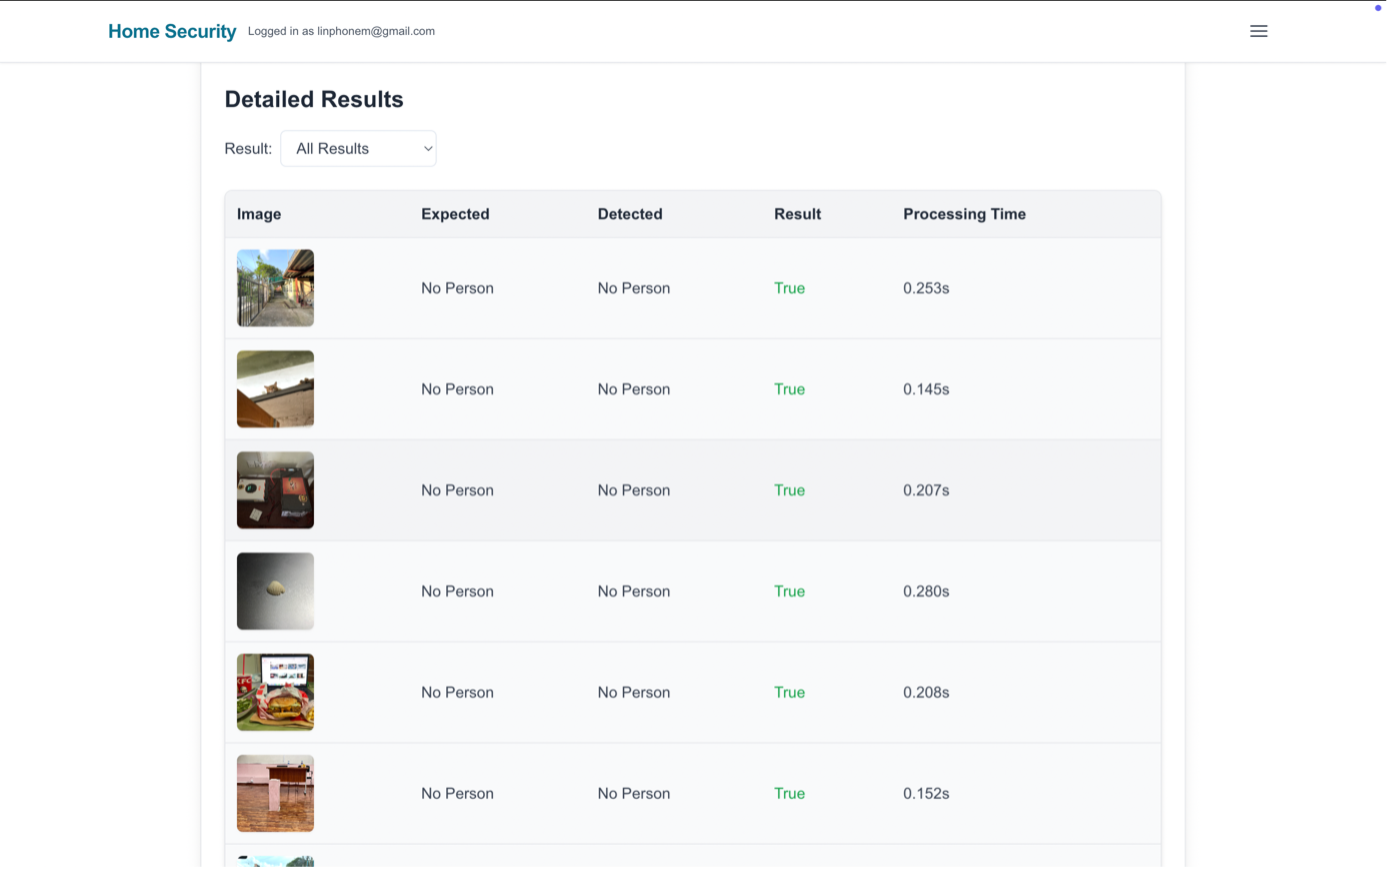 Home Security Logged in as linphonem@gmail.com
Detailed Results
Result: All Results
Image Expected Detected Result Processing Time
No Person No Person True 0.253s
No Person No Person True 0.145s
No Person No Person True 0.207s
No Person No Person True 0.280s
KFC
No Person No Person True 0.208s
No Person No Person True 0.152s